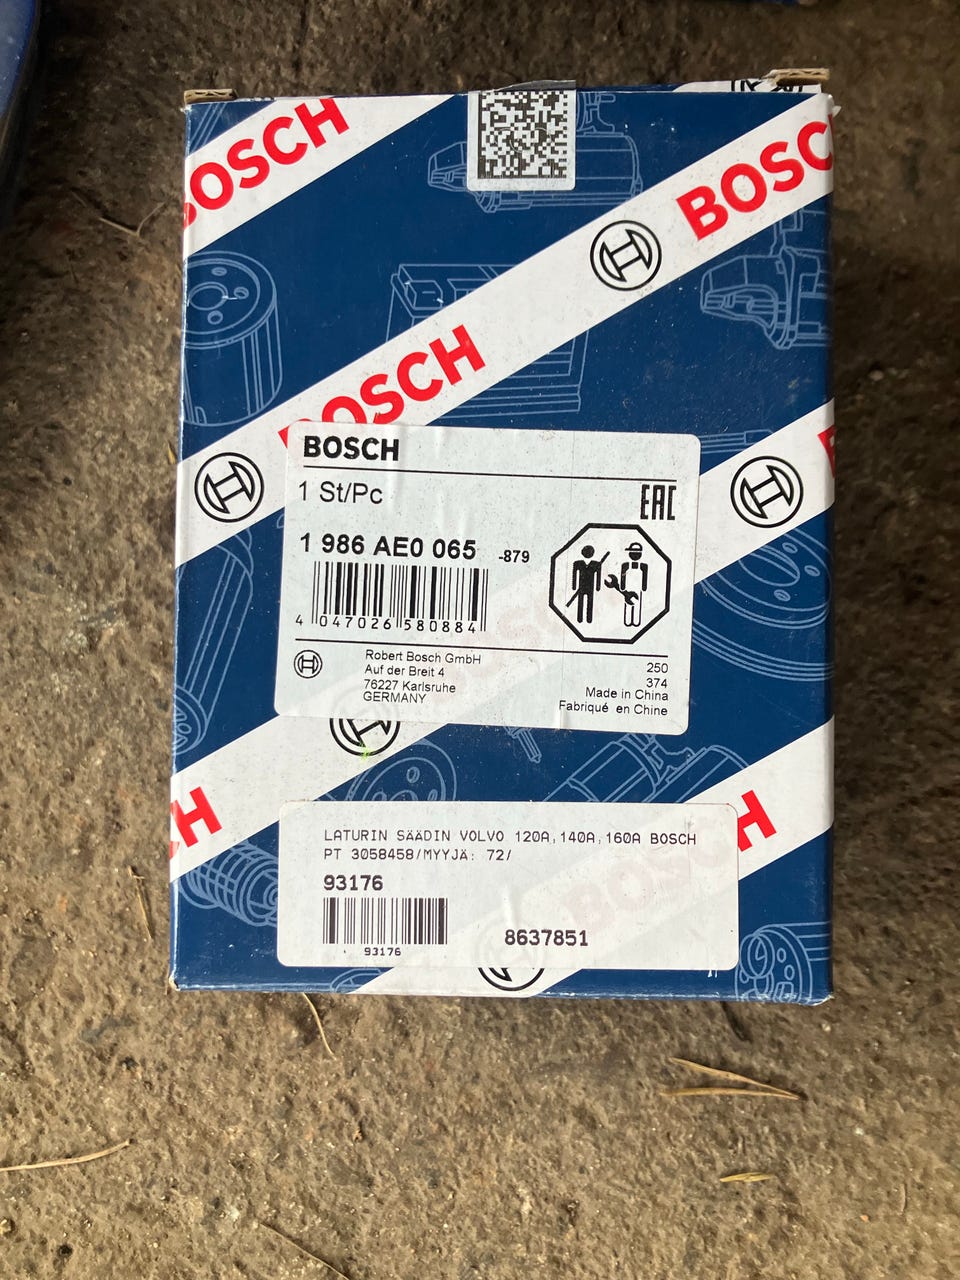 BOSCH
BOSCH
BOSCH
BOSCH
1 St/Pc
EAC
1 986 AE0 065 -879
4 047026 580884
Robert Bosch GmbH
Auf der Breit 4
76227 Karlsruhe
GERMANY
250
374
Made in China
Fabriqué en Chine
LATURIN SÄÄDIN VOLVO 120A,140A,160A BOSCH
PT 3058458/MYYJÄ: 72/
93176
93176
8637851